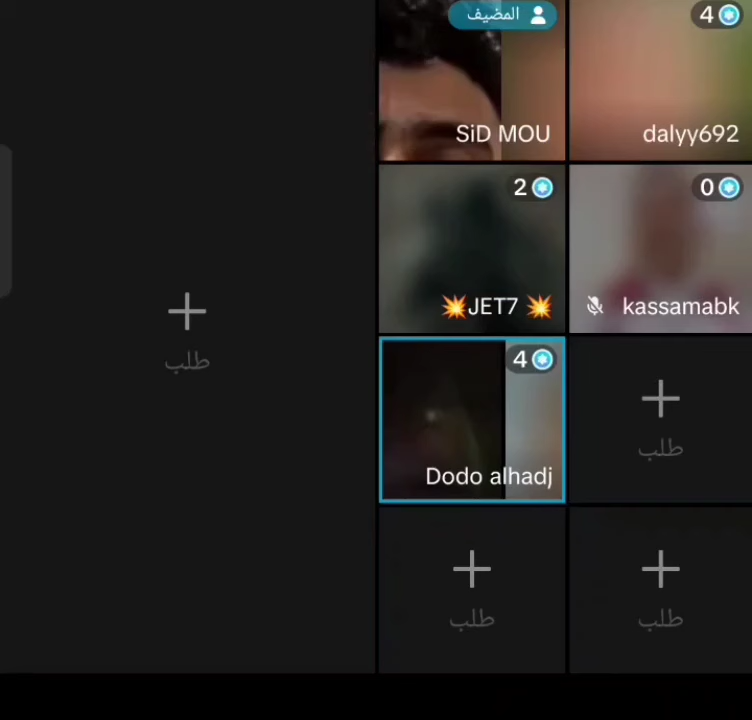 المضيف
4
SiD MOU
dalyy692
2
0
💥JET7 💥
kassamabk
طلب
4
طلب
Dodo alhadj
طلب
طلب